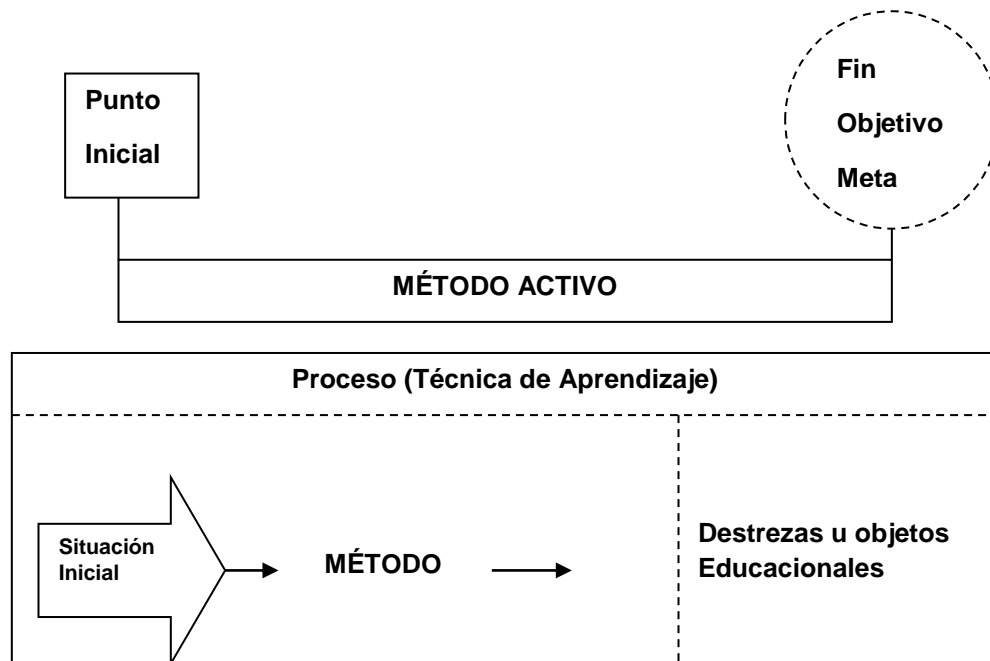 Punto
Inicial
Fin
Objetivo
Meta
MÉTODO ACTIVO
Proceso (Técnica de Aprendizaje)
Situación
Inicial
MÉTODO
Destrezas u objetos
Educacionales